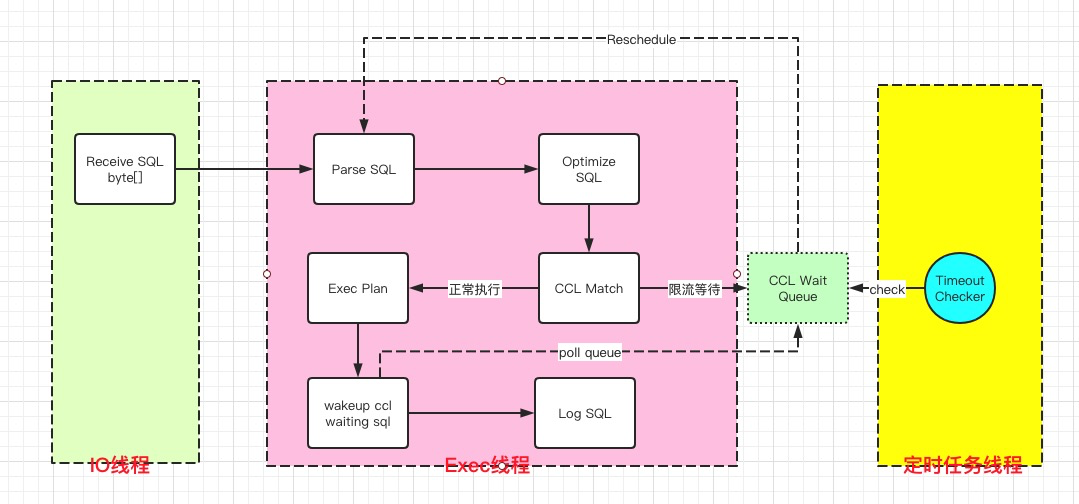 Reschedule
Receive SQL
byte[]
Parse SQL
Optimize
SQL
Exec Plan
正常执行
CCL Match
限流等待
CCL Wait
Queue
check
Timeout
Checker
poll queue
wakeup ccl
waiting sql
Log SQL
IO线程
Exec线程
定时任务线程